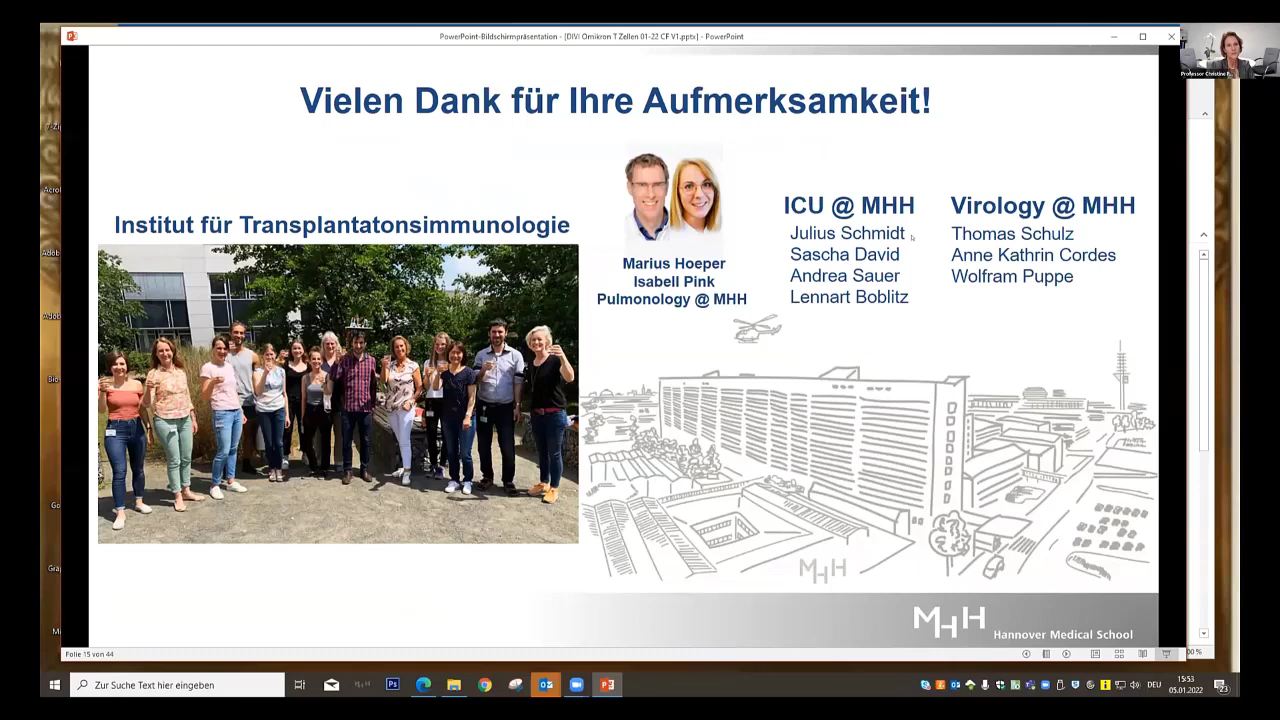 PowerPoint-Bildschirmpräsentation - [DIVI Omikron T Zellen 01-22 CF V1.pptx] - PowerPoint
Vielen Dank für Ihre Aufmerksamkeit!
Institut für Transplantatonsimmunologie
Marius Hoeper
Isabell Pink
Pulmonology @ MHH
ICU @ MHH
Julius Schmidt
Sascha David
Andrea Sauer
Lennart Boblitz
Virology @ MHH
Thomas Schulz
Anne Kathrin Cordes
Wolfram Puppe
MHH
MHH
Hannover Medical School
Professor Christine
Folie 15 von 44
Zur Suche Text hier eingeben
DEU
15:53
05.01.2022